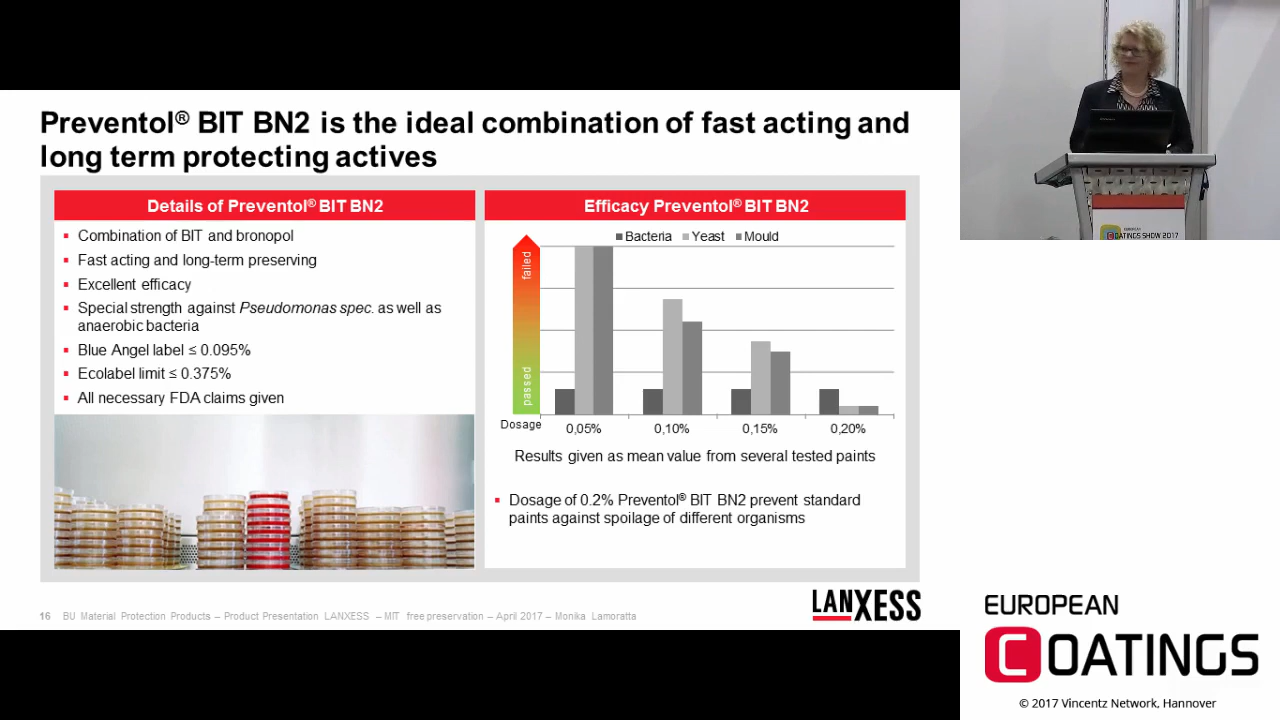 Preventol® BIT BN2 is the ideal combination of fast acting and
long term protecting actives
Details of Preventol® BIT BN2
▪ Combination of BIT and bronopol
▪ Fast acting and long-term preserving
▪ Excellent efficacy
▪ Special strength against Pseudomonas spec. as well as
anaerobic bacteria
▪ Blue Angel label ≤ 0.095%
▪ Ecolabel limit ≤ 0.375%
▪ All necessary FDA claims given
Efficacy Preventol® BIT BN2
Bacteria Yeast Mould
failed
passed
Dosage
0,05% 0,10% 0,15% 0,20%
Results given as mean value from several tested paints
▪ Dosage of 0.2% Preventol® BIT BN2 prevent standard
paints against spoilage of different organisms
16 BU Material Protection Products – Product Presentation LANXESS – MIT free preservation – April 2017 – Monika Lamoratta
LANXESS
EUROPEAN
COATINGS SHOW 2017
EUROPEAN
COATINGS
© 2017 Vincentz Network, Hannover